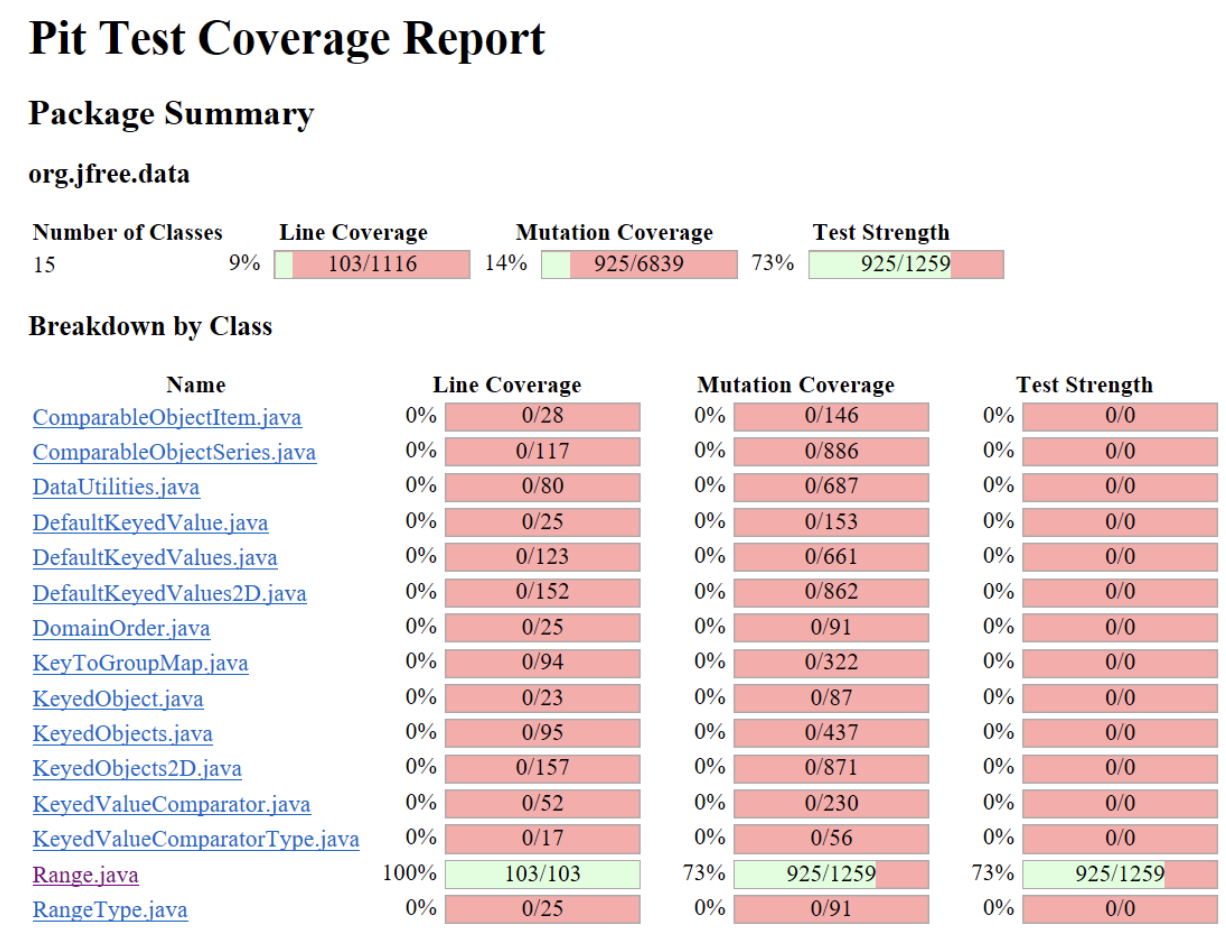 Pit Test Coverage Report
Package Summary
org.jfree.data
Number of Classes Line Coverage Mutation Coverage Test Strength
15 9% 103/1116 14% 925/6839 73% 925/1259
Breakdown by Class
Name Line Coverage Mutation Coverage Test Strength
ComparableObjectItem.java 0% 0/28 0% 0/146 0% 0/0
ComparableObjectSeries.java 0% 0/117 0% 0/886 0% 0/0
DataUtilities.java 0% 0/80 0% 0/687 0% 0/0
DefaultKeyedValue.java 0% 0/25 0% 0/153 0% 0/0
DefaultKeyedValues.java 0% 0/123 0% 0/661 0% 0/0
DefaultKeyedValues2D.java 0% 0/152 0% 0/862 0% 0/0
DomainOrder.java 0% 0/25 0% 0/91 0% 0/0
KeyToGroupMap.java 0% 0/94 0% 0/322 0% 0/0
KeyedObject.java 0% 0/23 0% 0/87 0% 0/0
KeyedObjects.java 0% 0/95 0% 0/437 0% 0/0
KeyedObjects2D.java 0% 0/157 0% 0/871 0% 0/0
KeyedValueComparator.java 0% 0/52 0% 0/230 0% 0/0
KeyedValueComparatorType.java 0% 0/17 0% 0/56 0% 0/0
Range.java 100% 103/103 73% 925/1259 73% 925/1259
RangeType.java 0% 0/25 0% 0/91 0% 0/0